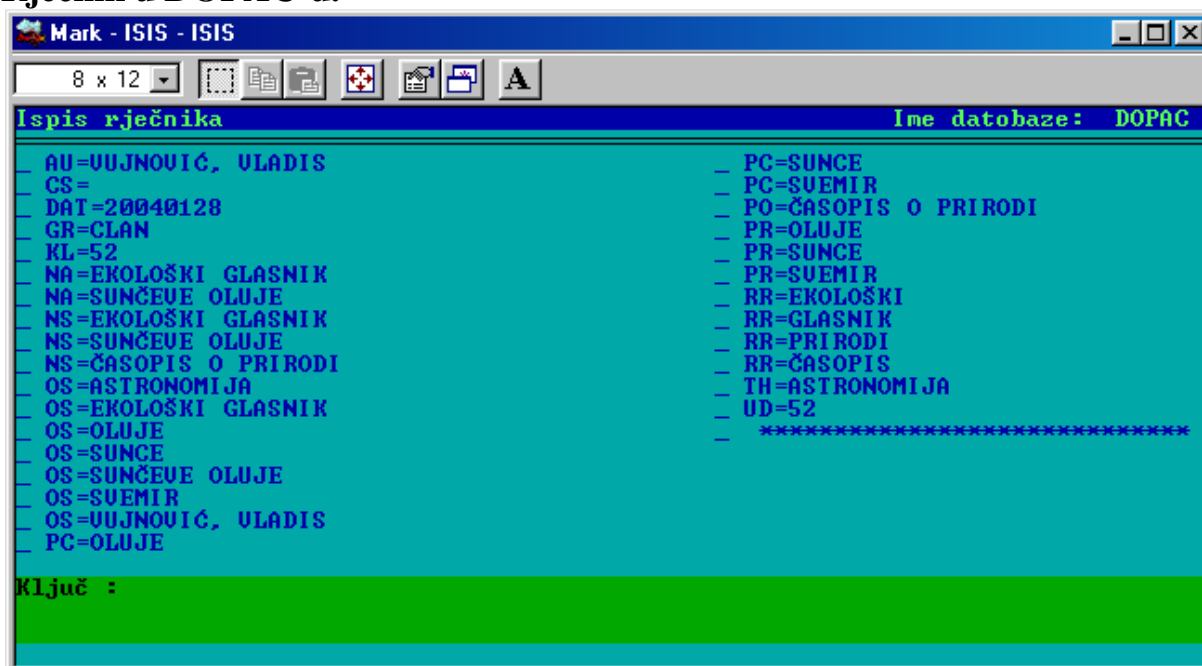 u DOPAC-u.
Mark - ISIS - ISIS
8 x 12
A
Ispis rječnika
Ime datobaze: DOPAC
_ AU=VUJNOVIĆ, VLADIS
_ CS=
_ DAT=20040128
_ GR=CLAN
_ KL=52
_ NA=EKOLOŠKI GLASNIK
_ NA=SUNČEVE OLUJE
_ NS=EKOLOŠKI GLASNIK
_ NS=SUNČEVE OLUJE
_ NS=ČASOPIS O PRIRODI
_ OS=ASTRONOMIJA
_ OS=EKOLOŠKI GLASNIK
_ OS=OLUJE
_ OS=SUNCE
_ OS=SUNČEVE OLUJE
_ OS=SVEMIR
_ OS=VUJNOVIĆ, VLADIS
_ PC=OLUJE
_ PC=SUNCE
_ PC=SVEMIR
_ PO=ČASOPIS O PRIRODI
_ PR=OLUJE
_ PR=SUNCE
_ PR=SVEMIR
_ RR=EKOLOŠKI
_ RR=GLASNIK
_ RR=PRIRODI
_ RR=ČASOPIS
_ TH=ASTRONOMIJA
_ UD=52
_ *****************************
Ključ :